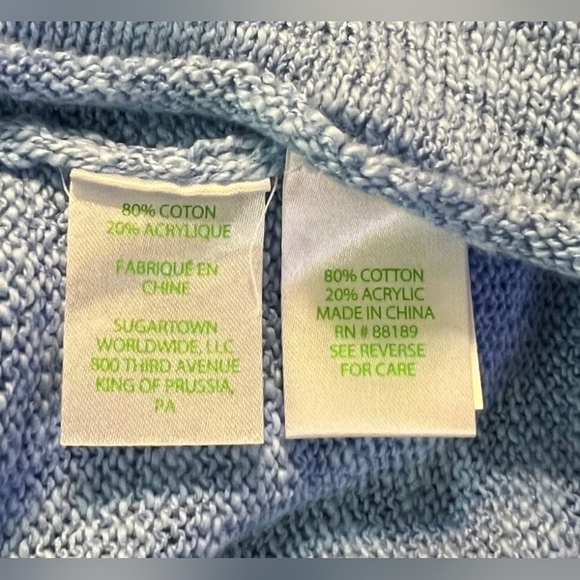 80% COTON
20% ACRYLIQUE
FABRIQUÉ EN
CHINE
SUGARTOWN
WORLDWIDE, LLC
800 THIRD AVENUE
KING OF PRUSSIA,
PA
80% COTTON
20% ACRYLIC
MADE IN CHINA
RN # 88189
SEE REVERSE
FOR CARE